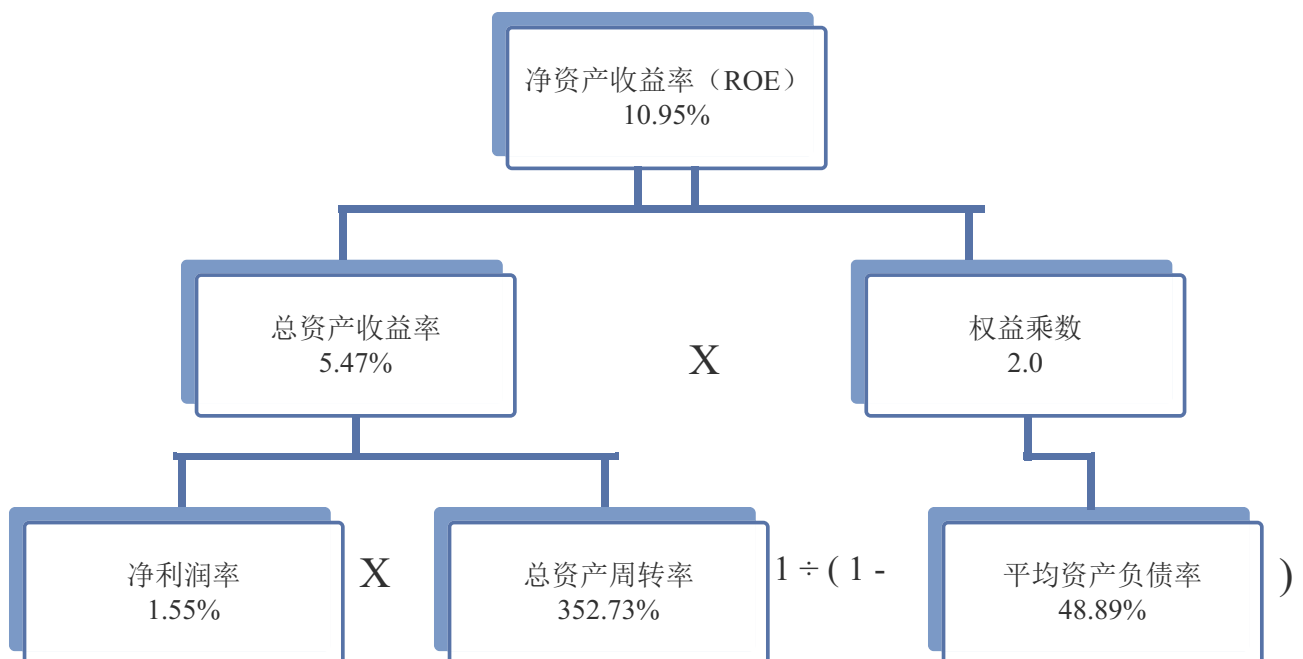 净资产收益率（ROE）
10.95%
总资产收益率
5.47%
X
权益乘数
2.0
净利润率
1.55%
X
总资产周转率
352.73%
1 ÷ ( 1 -
平均资产负债率
48.89%
)